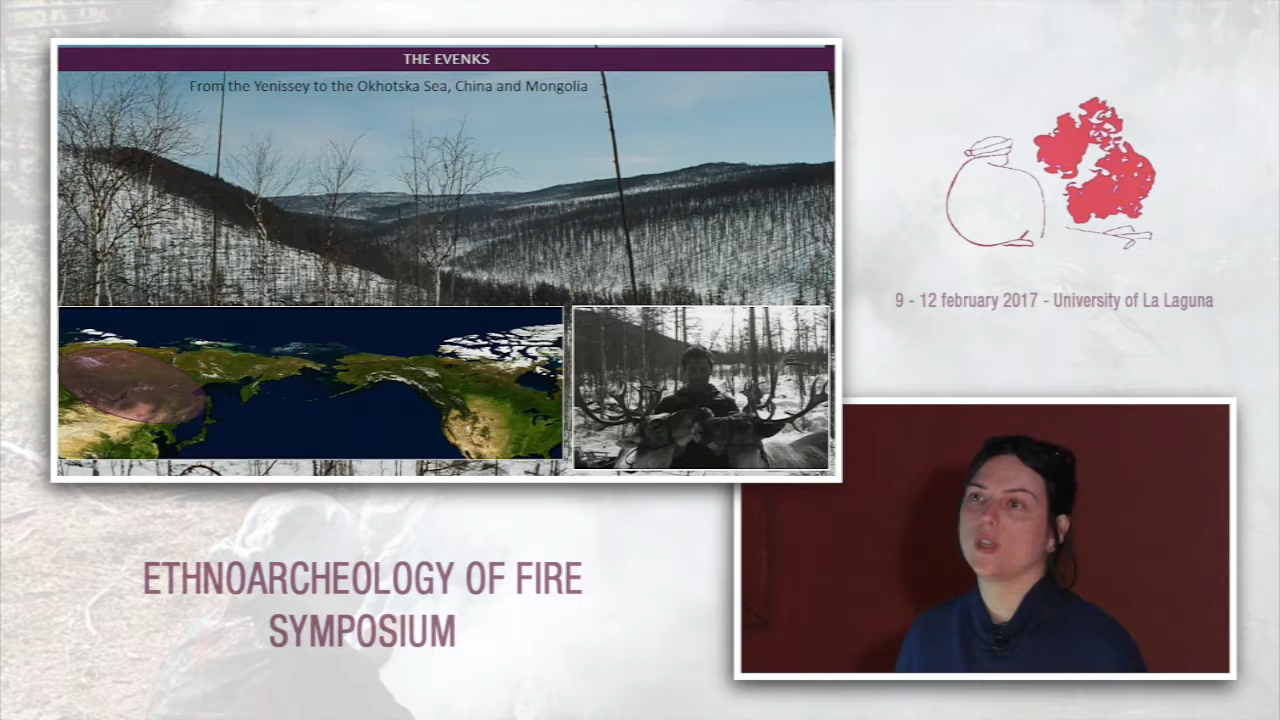 THE EVENKS
From the Yenissey to the Okhotska Sea, China and Mongolia
9 - 12 february 2017 - University of La Laguna
ETHNOARCHEOLOGY OF FIRE
SYMPOSIUM